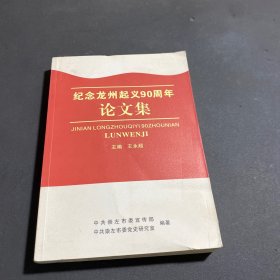 纪念龙州起义90周年
论文集
JINIAN LONGZHOUQIYI 90ZHOUNIAN
LUNWENJI
主编 王永超
中共崇左市委宣传部
中共崇左市委党史研究室 编著